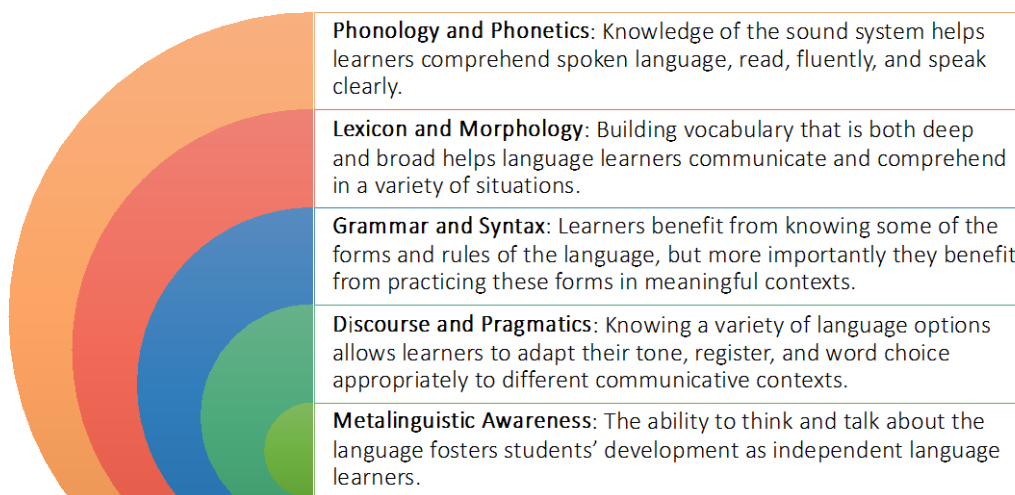 Phonology and Phonetics: Knowledge of the sound system helps
learners comprehend spoken language, read, fluently, and speak
clearly.
Lexicon and Morphology: Building vocabulary that is both deep
and broad helps language learners communicate and comprehend
in a variety of situations.
Grammar and Syntax: Learners benefit from knowing some of the
forms and rules of the language, but more importantly they benefit
from practicing these forms in meaningful contexts.
Discourse and Pragmatics: Knowing a variety of language options
allows learners to adapt their tone, register, and word choice
appropriately to different communicative contexts.
Metalinguistic Awareness: The ability to think and talk about the
language fosters students’ development as independent language
learners.